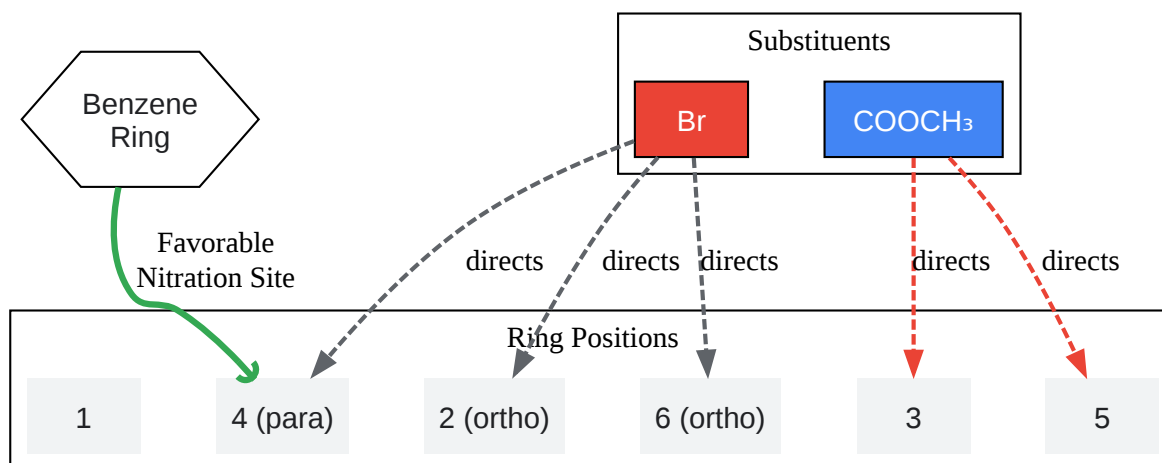 Substituents
Benzene
Ring
Br
COOCH₃
Favorable
Nitration Site
directs
directs
directs
directs
directs
Ring Positions
1
4 (para)
2 (ortho)
6 (ortho)
3
5